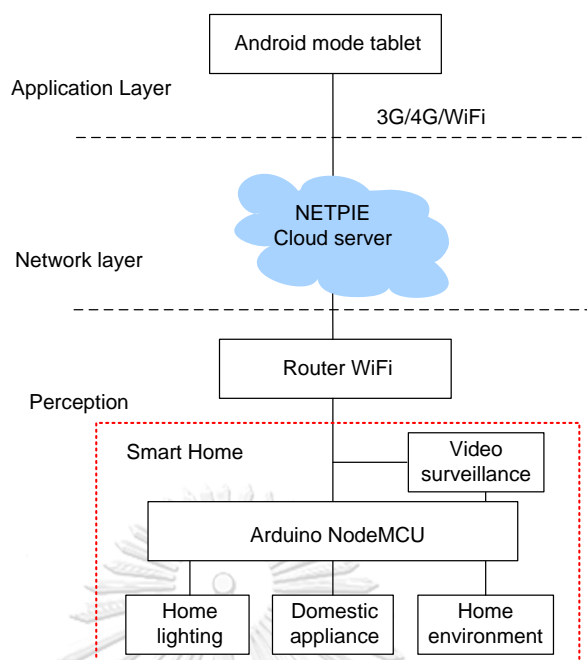 Android mode tablet
Application Layer
3G/4G/WiFi
NETPIE
Cloud server
Network layer
Router WiFi
Perception
Smart Home
Video
surveillance
Arduino NodeMCU
Home
lighting
Domestic
appliance
Home
environment